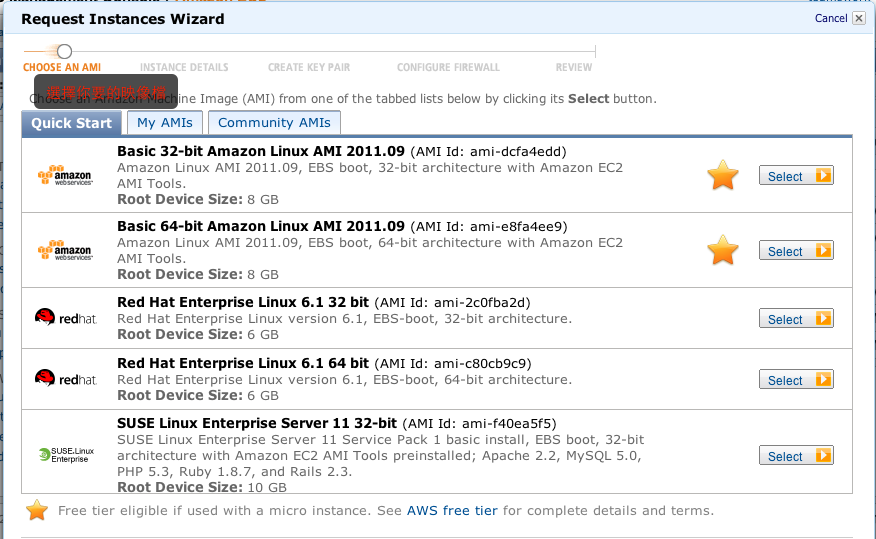 Request Instances Wizard
Cancel
CHOOSE AN AMI
INSTANCE DETAILS
CREATE KEY PAIR
CONFIGURE FIREWALL
REVIEW
選擇你要的映像檔
Choose an Amazon Machine Image (AMI) from one of the tabbed lists below by clicking its Select button.
Quick Start
My AMIs
Community AMIs
amazon
webservices™
Basic 32-bit Amazon Linux AMI 2011.09 (AMI Id: ami-dcfa4edd)
Amazon Linux AMI 2011.09, EBS boot, 32-bit architecture with Amazon EC2
AMI Tools.
Root Device Size: 8 GB
Select
amazon
webservices™
Basic 64-bit Amazon Linux AMI 2011.09 (AMI Id: ami-e8fa4ee9)
Amazon Linux AMI 2011.09, EBS boot, 64-bit architecture with Amazon EC2
AMI Tools.
Root Device Size: 8 GB
Select
redhat.
Red Hat Enterprise Linux 6.1 32 bit (AMI Id: ami-2c0fba2d)
Red Hat Enterprise Linux version 6.1, EBS-boot, 32-bit architecture.
Root Device Size: 6 GB
Select
redhat.
Red Hat Enterprise Linux 6.1 64 bit (AMI Id: ami-c80cb9c9)
Red Hat Enterprise Linux version 6.1, EBS-boot, 64-bit architecture.
Root Device Size: 6 GB
Select
SUSE.Linux
Enterprise
SUSE Linux Enterprise Server 11 32-bit (AMI Id: ami-f40ea5f5)
SUSE Linux Enterprise Server 11 Service Pack 1 basic install, EBS boot, 32-bit
architecture with Amazon EC2 AMI Tools preinstalled; Apache 2.2, MySQL 5.0,
PHP 5.3, Ruby 1.8.7, and Rails 2.3.
Root Device Size: 10 GB
Select
Free tier eligible if used with a micro instance. See AWS free tier for complete details and terms.